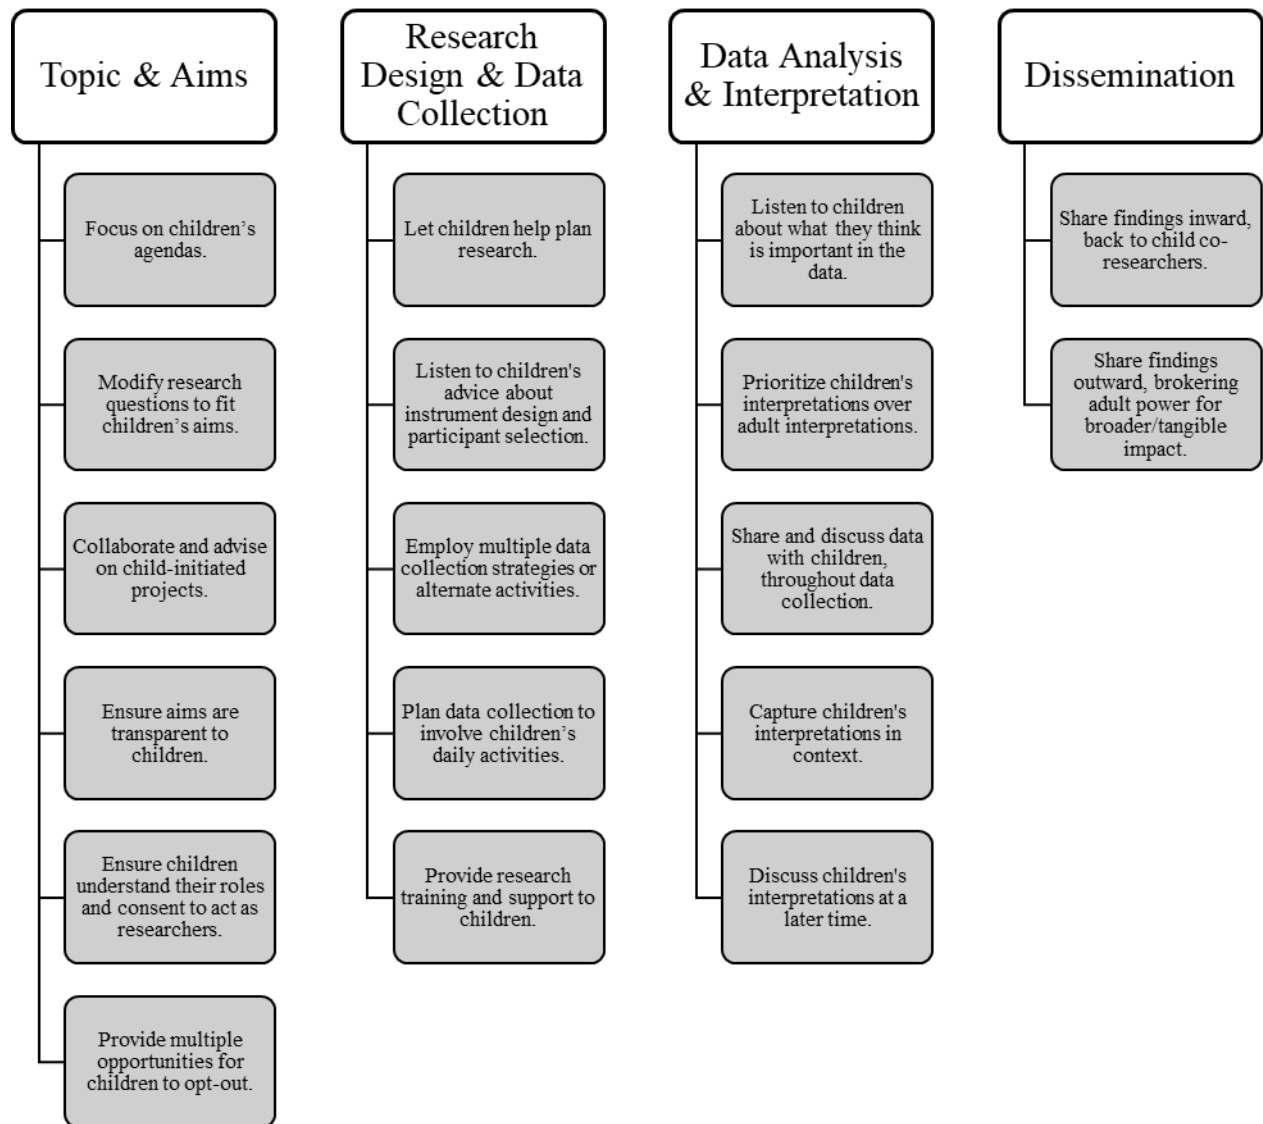 Topic & Aims
Focus on children’s
agendas.
Modify research
questions to fit
children’s aims.
Collaborate and advise
on child-initiated
projects.
Ensure aims are
transparent to
children.
Ensure children
understand their roles
and consent to act as
researchers.
Provide multiple
opportunities for
children to opt-out.
Research
Design & Data
Collection
Let children help plan
research.
Listen to children's
advice about
instrument design and
participant selection.
Employ multiple data
collection strategies or
alternate activities.
Plan data collection to
involve children’s
daily activities.
Provide research
training and support to
children.
Data Analysis
& Interpretation
Listen to children
about what they think
is important in the
data.
Prioritize children's
interpretations over
adult interpretations.
Share and discuss data
with children,
throughout data
collection.
Capture children's
interpretations in
context.
Discuss children's
interpretations at a
later time.
Dissemination
Share findings inward,
back to child co-
researchers.
Share findings
outward, brokering
adult power for
broader/tangible
impact.